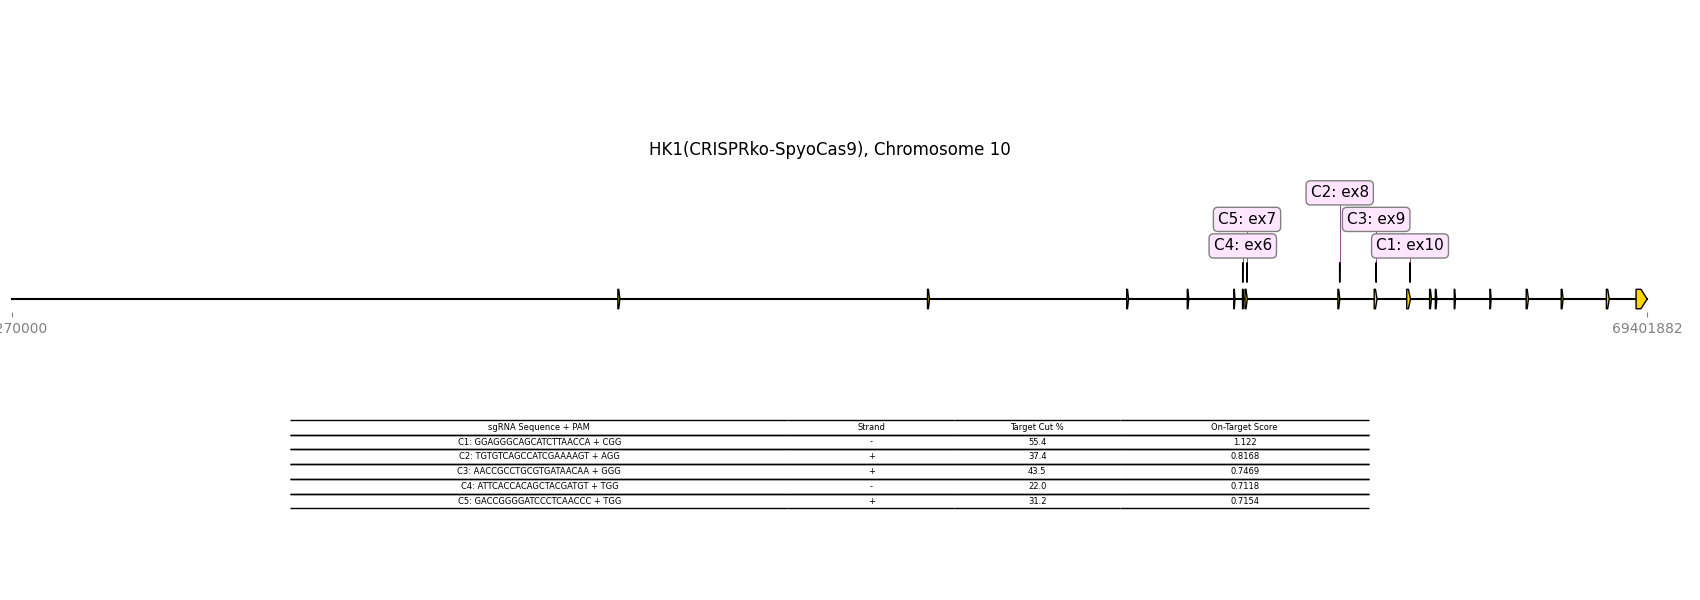 HK1(CRISPRko-SpyoCas9), Chromosome 10
C2: ex8
C5: ex7
C3: ex9
C4: ex6
C1: ex10
270000
69401882
sgRNA Sequence + PAM Strand Target Cut % On-Target Score
C1: GGAGGGCAGCATCTTAACCA + CGG - 55.4 1.122
C2: TGTGTCAGCCATCGAAAAGT + AGG + 37.4 0.8168
C3: AACCGCCTGCGTGATAACAA + GGG + 43.5 0.7469
C4: ATTCACCACAGCTACGATGT + TGG - 22.0 0.7118
C5: GACCGGGGATCCCTCAACCC + TGG + 31.2 0.7154